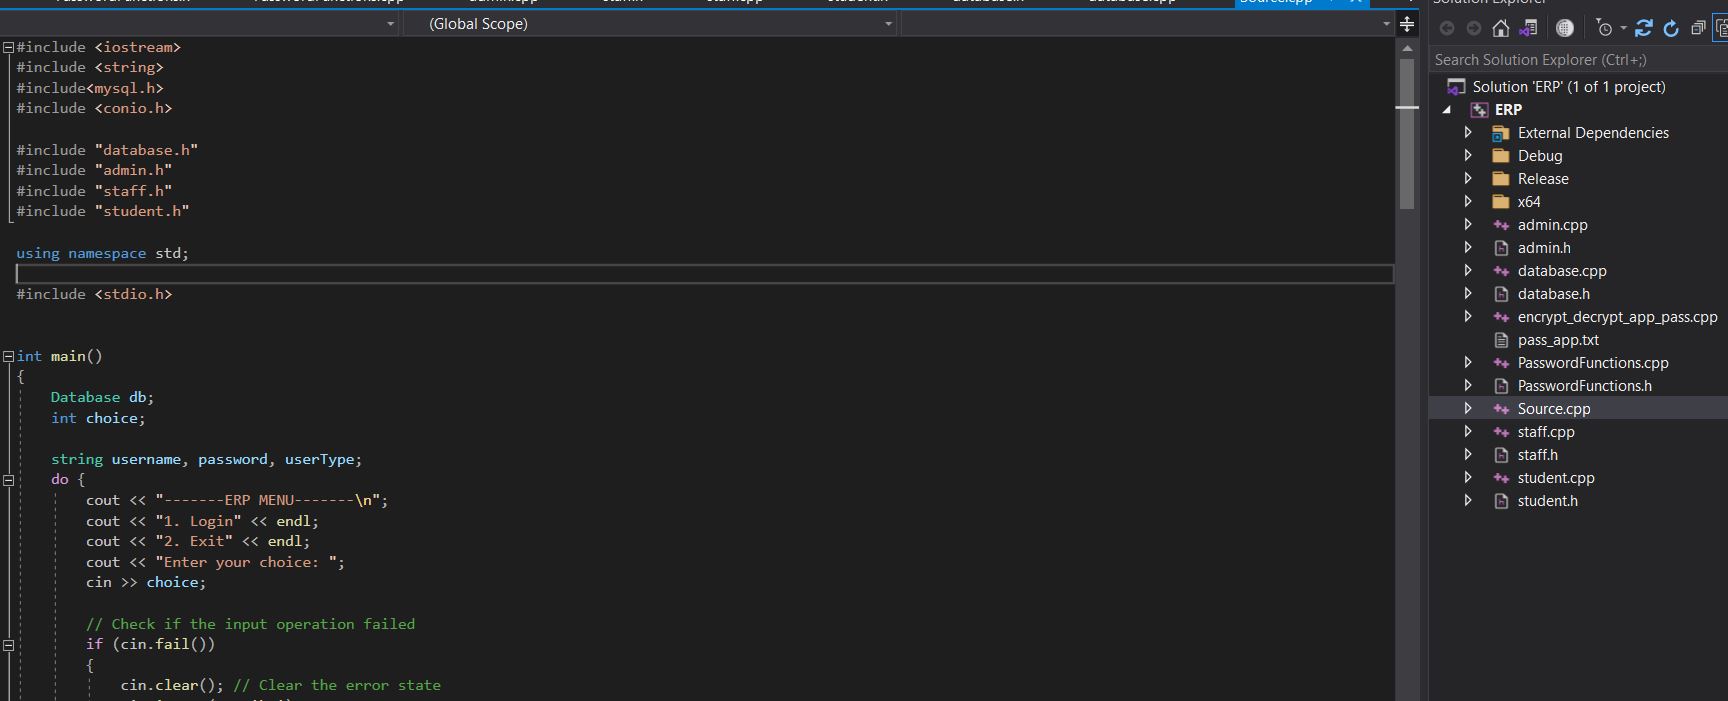 Source.cpp
(Global Scope)
#include <iostream>
#include <string>
#include<mysql.h>
#include <conio.h>
#include "database.h"
#include "admin.h"
#include "staff.h"
#include "student.h"
using namespace std;
#include <stdio.h>
int main()
{
Database db;
int choice;
string username, password, userType;
do {
cout << "-------ERP MENU-------\n";
cout << "1. Login" << endl;
cout << "2. Exit" << endl;
cout << "Enter your choice: ";
cin >> choice;
// Check if the input operation failed
if (cin.fail())
{
cin.clear(); // Clear the error state
Solution Explorer
Search Solution Explorer (Ctrl+;)
Solution 'ERP' (1 of 1 project)
ERP
External Dependencies
Debug
Release
x64
admin.cpp
admin.h
database.cpp
database.h
encrypt_decrypt_app_pass.cpp
pass_app.txt
PasswordFunctions.cpp
PasswordFunctions.h
Source.cpp
staff.cpp
staff.h
student.cpp
student.h